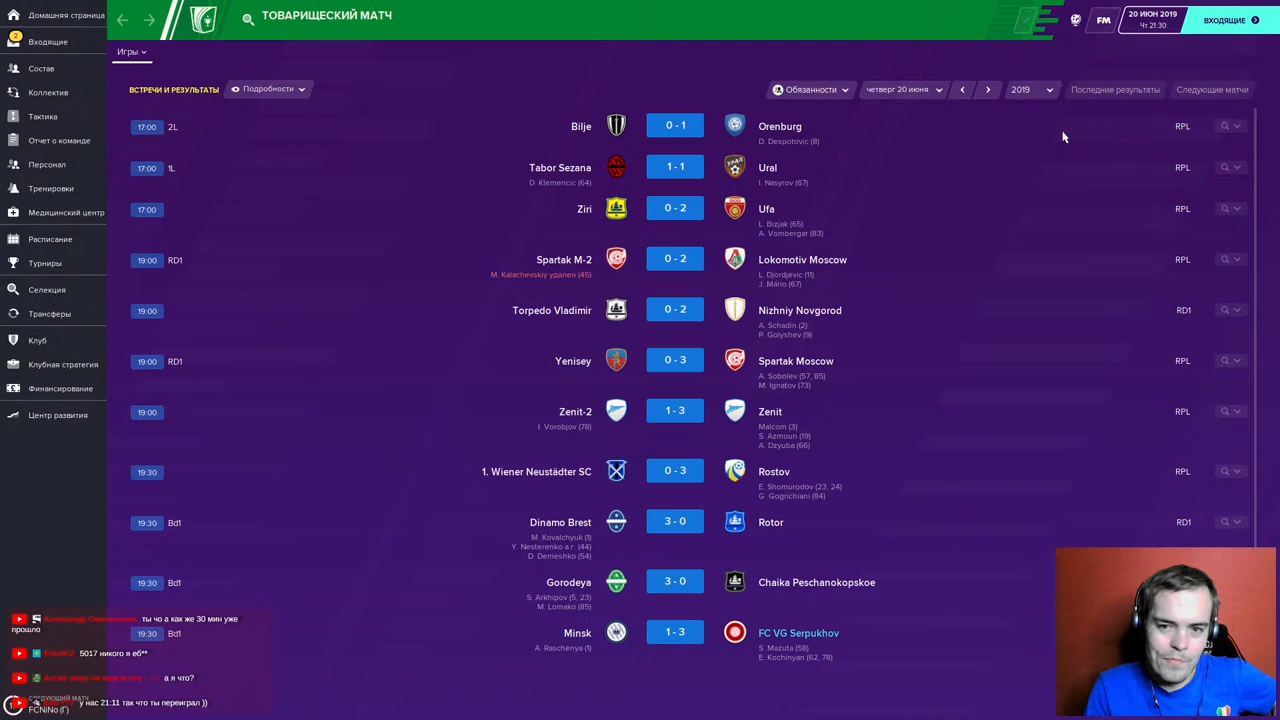 Домашняя страница
2
Входящие
Состав
Коллектив
Тактика
Отчет о команде
Персонал
Тренировки
Медицинский центр
Расписание
Турниры
Селекция
Трансферы
Клуб
Клубная стратегия
Финансирование
Центр развития
ТОВАРИЩЕСКИЙ МАТЧ
FM
20 ИЮН 2019
Чт 21:30
ВХОДЯЩИЕ
Игры
ВСТРЕЧИ И РЕЗУЛЬТАТЫ
Подробности
Обязанности
четверг 20 июня
2019
Последние результаты
Следующие матчи
17:00 2L Bilje 0 - 1 Orenburg RPL
D. Despotovic (8)
17:00 1L Tabor Sezana 1 - 1 Ural RPL
D. Klemencic (64) I. Nasyrov (67)
17:00 Ziri 0 - 2 Ufa RPL
L. Bizjak (65)
A. Vombergar (83)
19:00 RD1 Spartak M-2 0 - 2 Lokomotiv Moscow RPL
M. Kalachevskiy удален (45) L. Djordjevic (11)
J. Mário (67)
19:00 Torpedo Vladimir 0 - 2 Nizhniy Novgorod RD1
A. Schadin (2)
P. Golyshev (9)
19:00 RD1 Yenisey 0 - 3 Spartak Moscow RPL
A. Sobolev (57, 85)
M. Ignatov (73)
19:00 Zenit-2 1 - 3 Zenit RPL
I. Vorobjov (78) Malcom (3)
S. Azmoun (19)
A. Dzyuba (66)
19:30 1. Wiener Neustädter SC 0 - 3 Rostov RPL
E. Shomurodov (23, 24)
G. Gogrichiani (84)
19:30 Bd1 Dinamo Brest 3 - 0 Rotor RD1
M. Kovalchyuk (1)
Y. Nesterenko а.г. (44)
D. Demeshko (54)
19:30 Bd1 Gorodeya 3 - 0 Chaika Peschanokopskoe
S. Arkhipov (5, 23)
M. Lomako (85)
19:30 Bd1 Minsk 1 - 3 FC VG Serpukhov
A. Raschenya (1) S. Mazuta (58)
E. Kochinyan (62, 78)
ты чо а как же 30 мин уже
прошло
5017 никого я еб**
а я что?
у нас 21:11 так что ты переиграл ))
СЛЕДУЮЩИЙ МАТЧ
FCNiNo (Г)